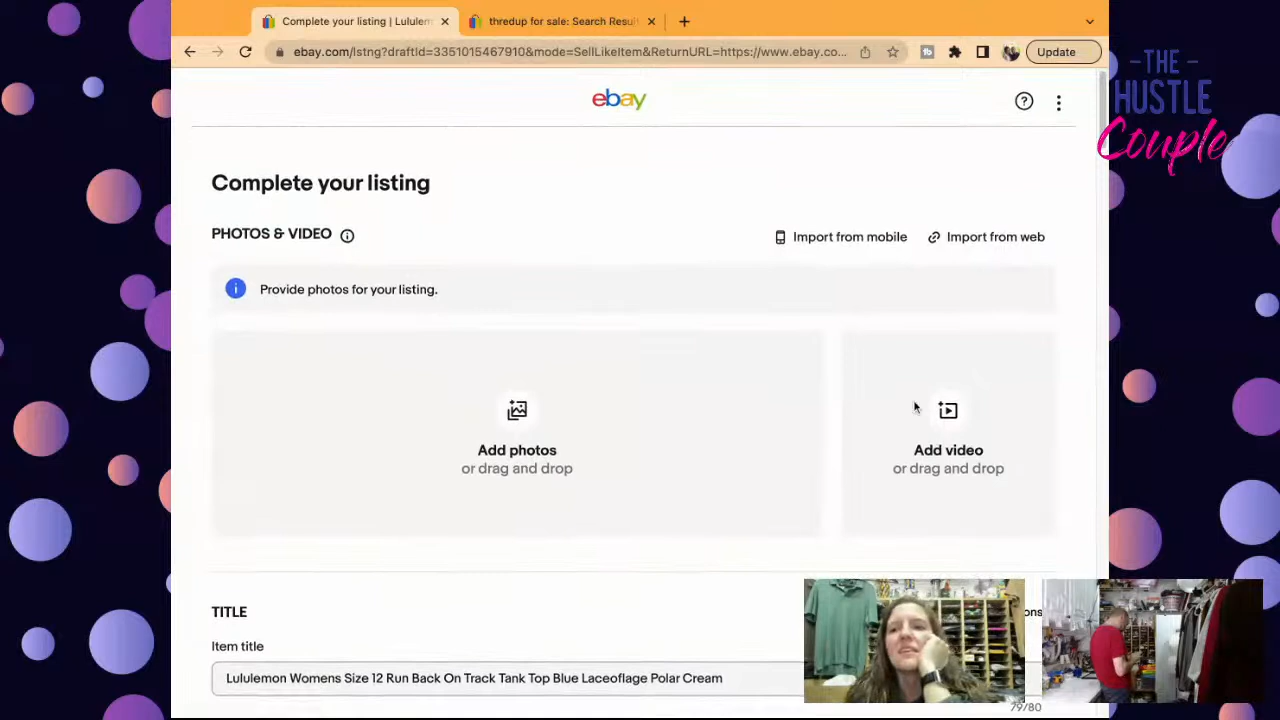 Complete your listing | Lululem
thredup for sale: Search Resul
ebay.com/lstng?draftId=3351015467910&mode=SellLikeItem&ReturnURL=https://www.ebay.co...
Update
-THE-
HUSTLE
Couple
ebay
Complete your listing
PHOTOS & VIDEO
Import from mobile
Import from web
Provide photos for your listing.
Add photos
or drag and drop
Add video
or drag and drop
TITLE
ons
Item title
Lululemon Womens Size 12 Run Back On Track Tank Top Blue Laceoflage Polar Cream
79/80